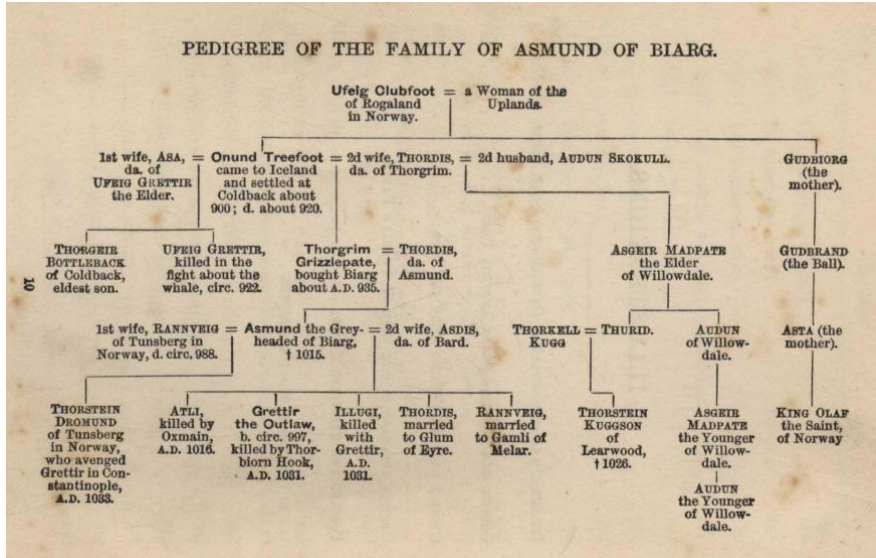 PEDIGREE OF THE FAMILY OF ASMUND OF BIARG.
Ufeig Clubfoot = a Woman of the
of Rogaland Uplands.
in Norway.
1st wife, ASA, = Onund Treefoot = 2d wife, THORDIS, = 2d husband, AUDUN SKOKULL. GUDBIORG
da. of came to Iceland da. of Thorgrim. (the
UFEIG GRETTIR and settled at mother).
the Elder. Coldback about
900; d. about 920.
THORGEIR UFEIG GRETTIR, Thorgrim = THORDIS, ASGEIR MADPATE GUDBRAND
BOTTLEBACK killed in the Grizzlepate, da. of the Elder (the Ball).
of Coldback, fight about the bought Biarg Asmund. of Willowdale.
eldest son. whale, circ. 922. about A.D. 935.
10
1st wife, RANNVEIG = Asmund the Grey- = 2d wife, ASDIS, THORKELL = THURID. AUDUN ASTA (the
of Tunsberg in headed of Biarg, da. of Bard. KUGG of Willow- mother).
Norway, d. circ. 988. † 1015. dale.
THORSTEIN ATLI, Grettir ILLUGI, THORDIS, RANNVEIG, THORSTEIN ASGEIR KING OLAF
DROMUND killed by the Outlaw, killed married married KUGGSON MADPATE the Saint,
of Tunsberg Oxmain, b. circ. 997, with to Glum to Gamli of of the Younger of Norway
in Norway, A.D. 1016. killed by Thor- Grettir, of Eyre. Melar. Learwood, of Willow-
who avenged biorn Hook, A.D. † 1026. dale.
Grettir in Con- A.D. 1031. 1031. AUDUN
stantinople, the Younger
A.D. 1033. of Willow-
dale.